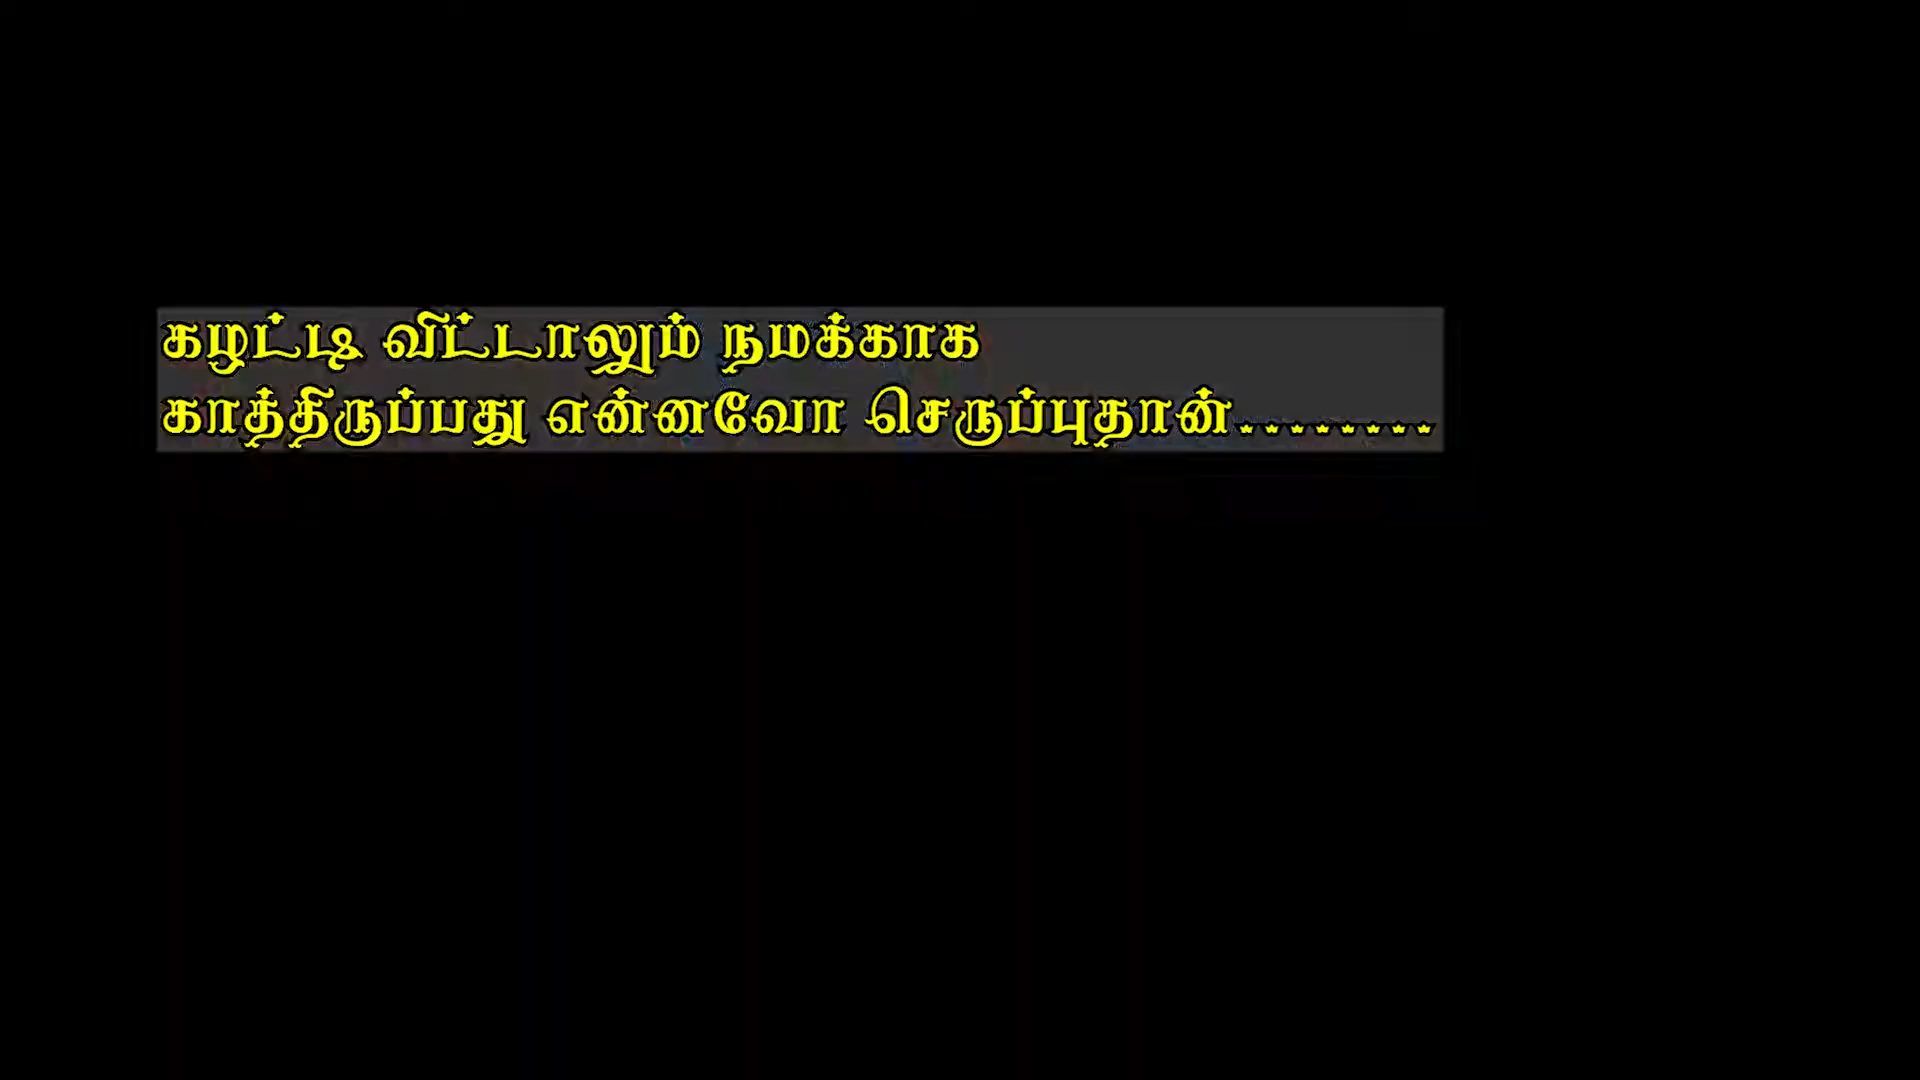 கழட்டி விட்டாலும் நமக்காக
காத்திருப்பது என்னவோ செருப்புதான்........